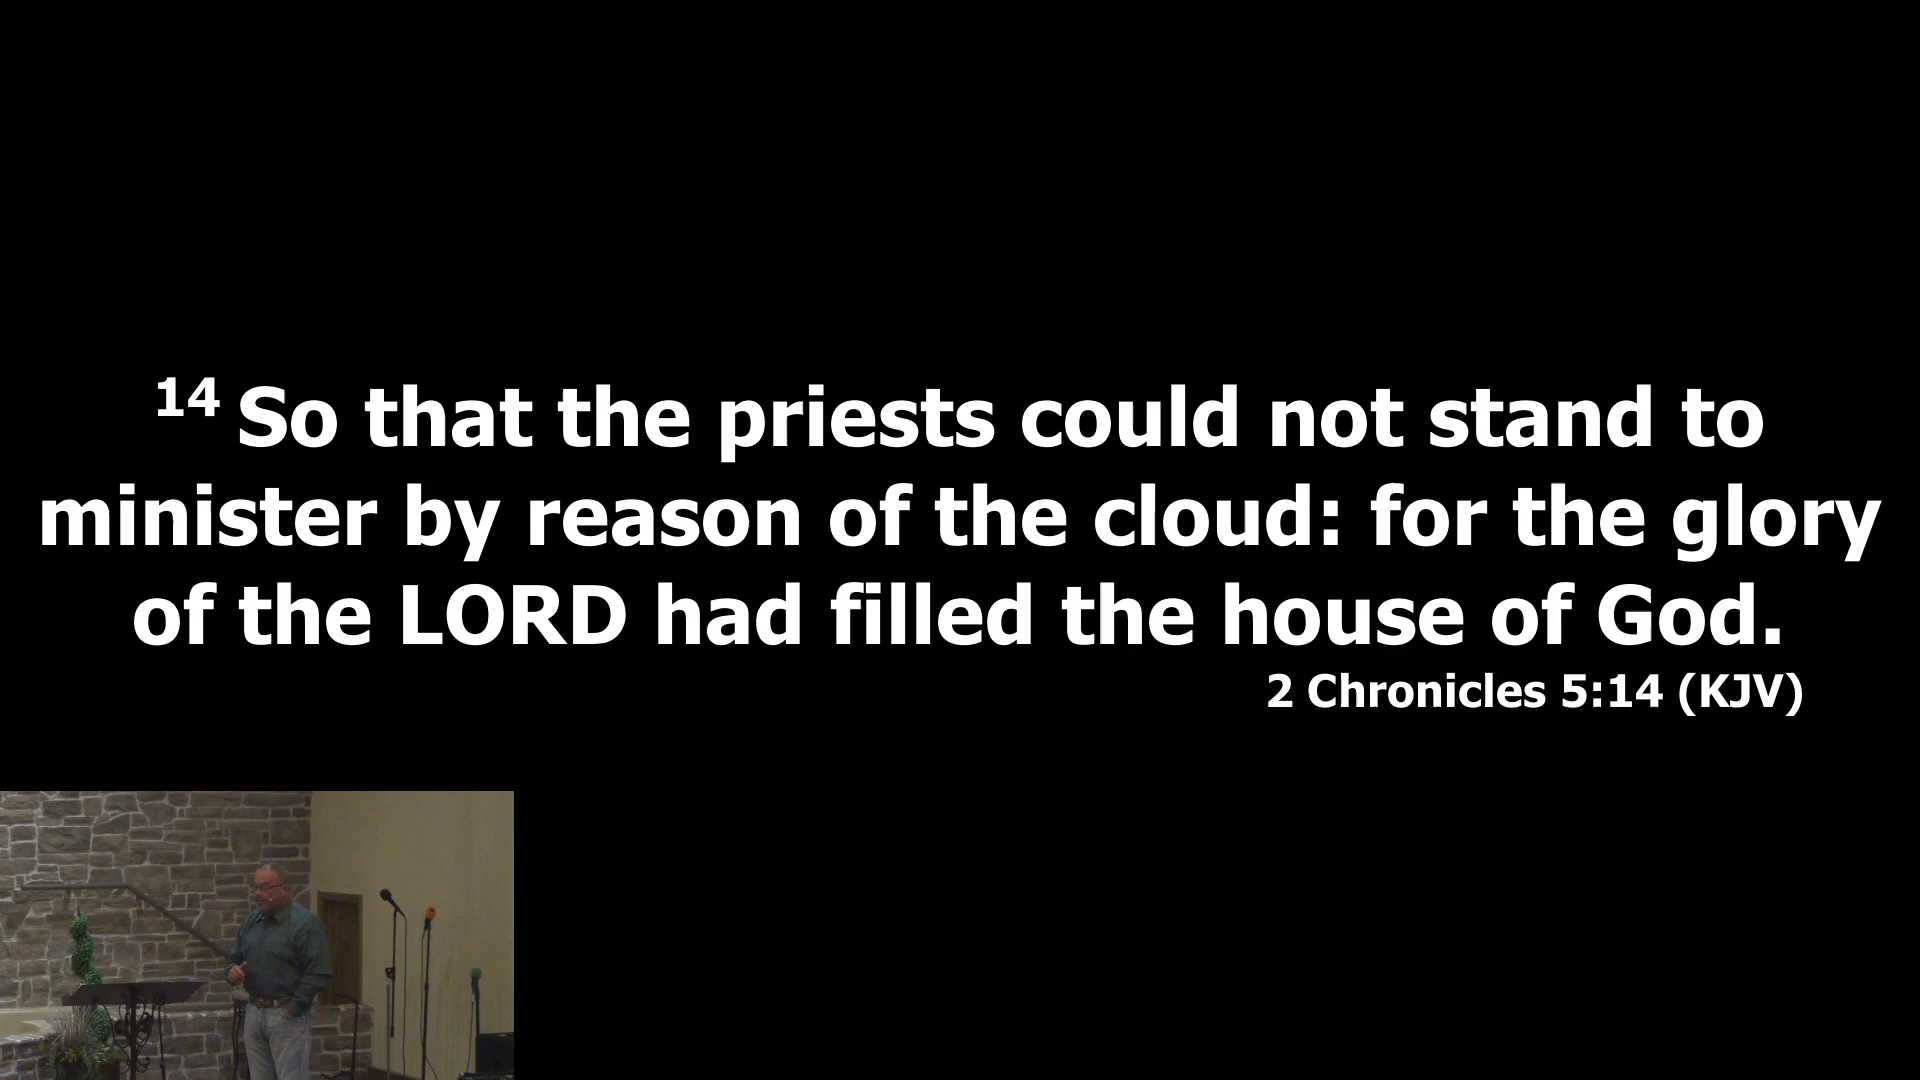 14 So that the priests could not stand to
minister by reason of the cloud: for the glory
of the LORD had filled the house of God.
2 Chronicles 5:14 (KJV)